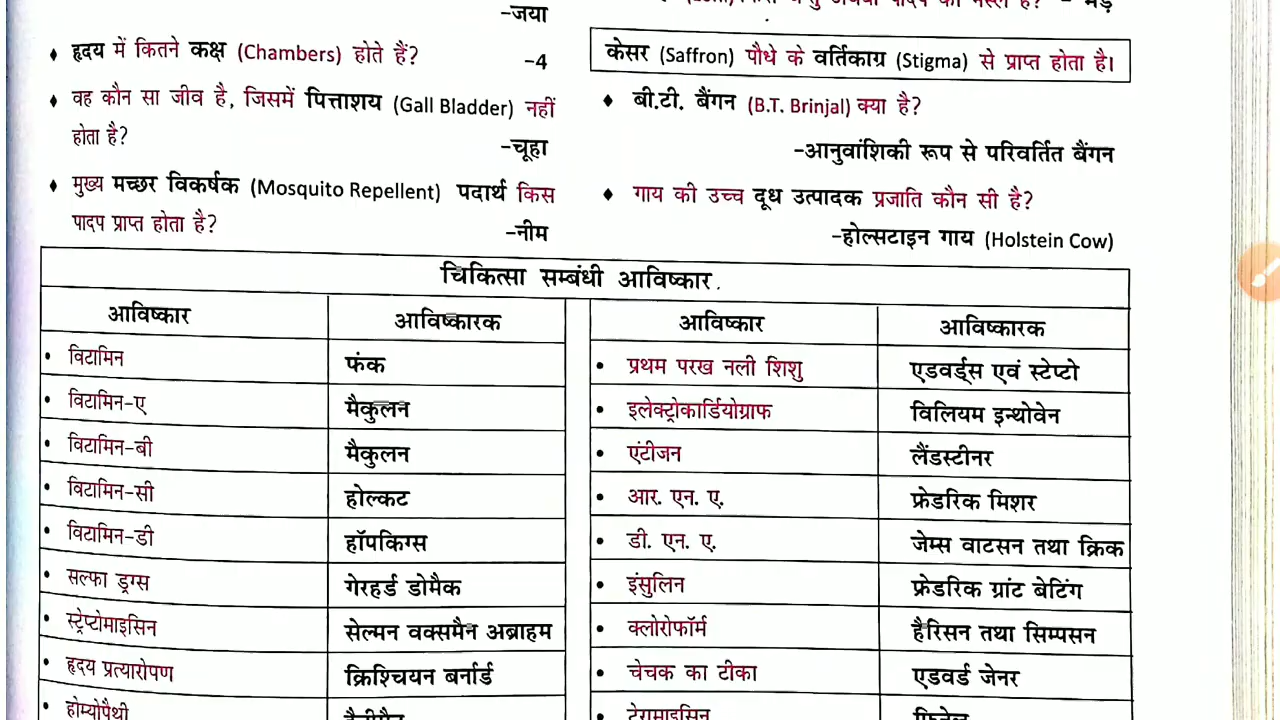 -जया
♦ हृदय में कितने कक्ष (Chambers) होते हैं?
-4
♦ वह कौन सा जीव है, जिसमें पित्ताशय (Gall Bladder) नहीं
होता है?
-चूहा
♦ मुख्य मच्छर विकर्षक (Mosquito Repellent) पदार्थ किस
पादप प्राप्त होता है?
-नीम
केसर (Saffron) पौधे के वर्तिकाग्र (Stigma) से प्राप्त होता है।
♦ बी.टी. बैंगन (B.T. Brinjal) क्या है?
-आनुवांशिकी रूप से परिवर्तित बैंगन
♦ गाय की उच्च दूध उत्पादक प्रजाति कौन सी है?
-होल्सटाइन गाय (Holstein Cow)
चिकित्सा सम्बंधी आविष्कार.
आविष्कार आविष्कारक आविष्कार आविष्कारक
• विटामिन फंक • प्रथम परख नली शिशु एडवर्ड्स एवं स्टेप्टो
• विटामिन-ए मैकुलन • इलेक्ट्रोकार्डियोग्राफ विलियम इन्थोवेन
• विटामिन-बी मैकुलन • एंटीजन लैंडस्टीनर
• विटामिन-सी होल्कट • आर. एन. ए. फ्रेडरिक मिशर
• विटामिन-डी हॉपकिग्स • डी. एन. ए. जेम्स वाटसन तथा क्रिक
• सल्फा ड्रग्स गेरहर्ड डोमैक • इंसुलिन फ्रेडरिक ग्रांट बेटिंग
• स्ट्रेप्टोमाइसिन सेल्मन वक्समैन अब्राहम • क्लोरोफॉर्म हैरिसन तथा सिम्पसन
• हृदय प्रत्यारोपण क्रिश्चियन बर्नार्ड • चेचक का टीका एडवर्ड जेनर
• होम्योपैथी